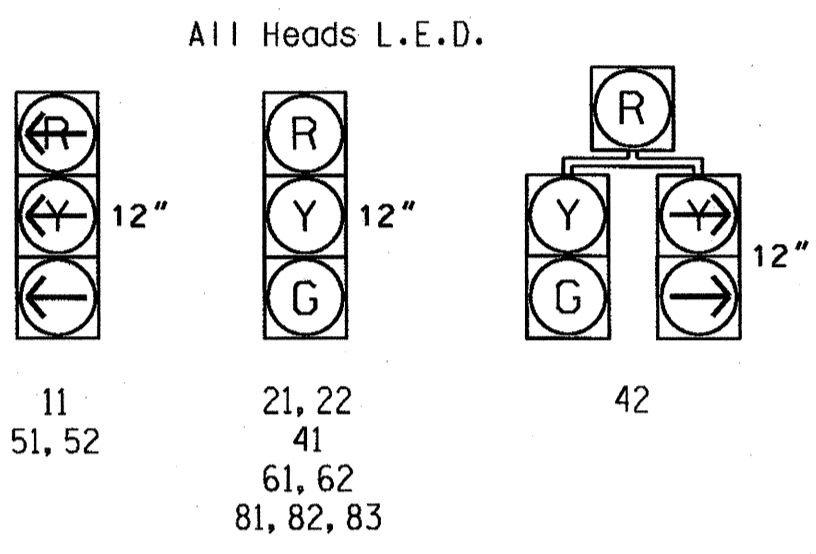 All Heads L.E.D.
R
Y
12"
R
Y
G
12"
R
Y
G
Y
12"
11
51, 52
21, 22
41
61, 62
81, 82, 83
42